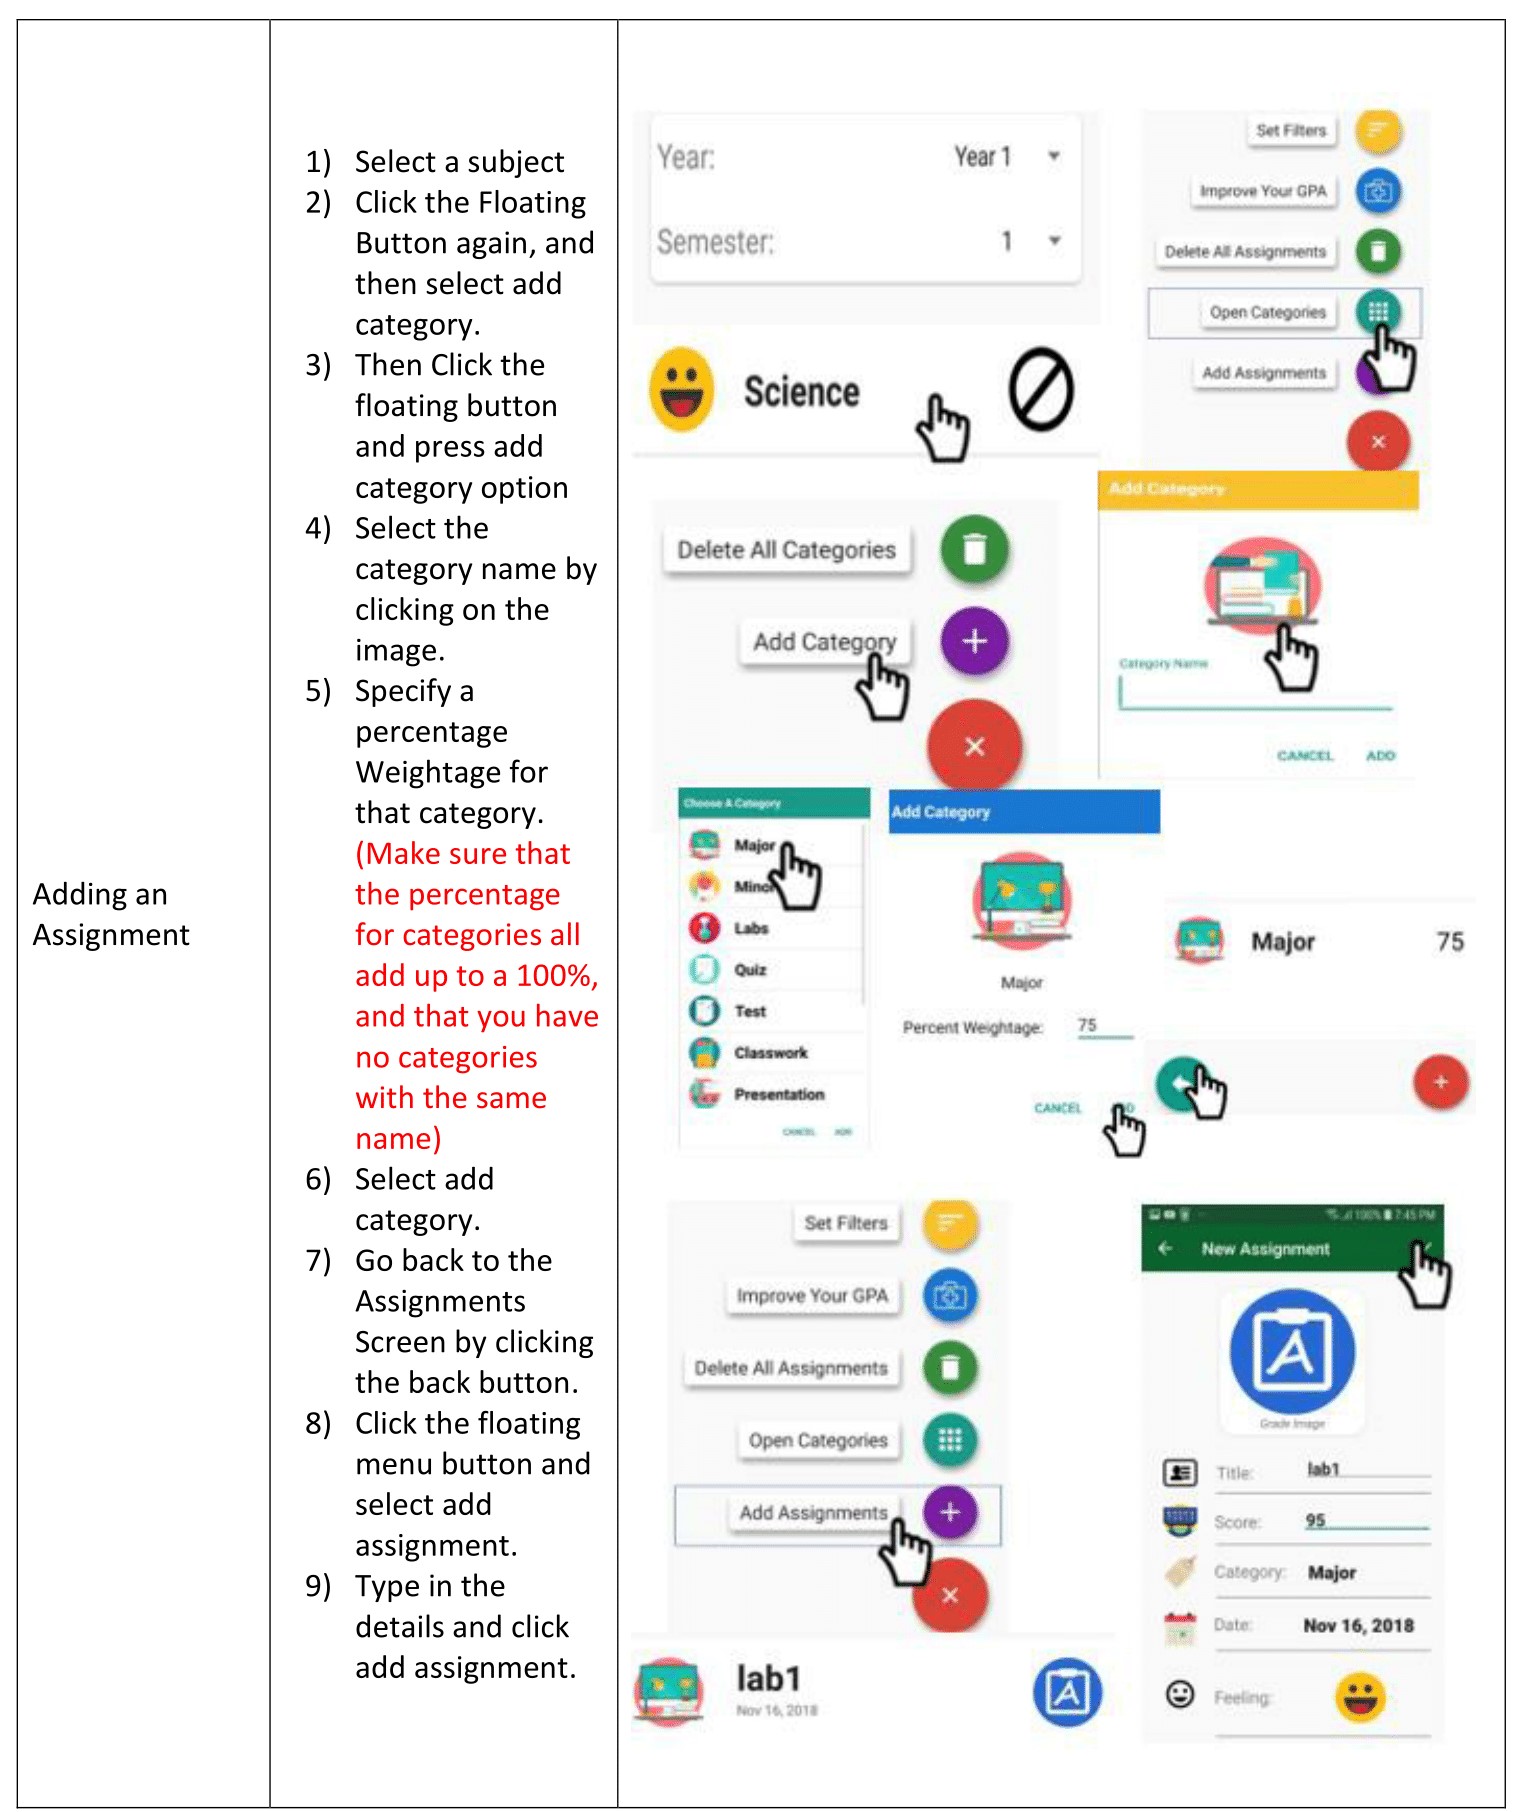 Adding an
Assignment
1) Select a subject
2) Click the Floating
Button again, and
then select add
category.
3) Then Click the
floating button
and press add
category option
4) Select the
category name by
clicking on the
image.
5) Specify a
percentage
Weightage for
that category.
(Make sure that
the percentage
for categories all
add up to a 100%,
and that you have
no categories
with the same
name)
6) Select add
category.
7) Go back to the
Assignments
Screen by clicking
the back button.
8) Click the floating
menu button and
select add
assignment.
9) Type in the
details and click
add assignment.
Year: Year 1
Semester: 1
Science
Set Filters
Improve Your GPA
Delete All Assignments
Open Categories
Add Assignments
Delete All Categories
Add Category
Add Category
Category Name
CANCEL ADD
Choose A Category
Major
Minor
Labs
Quiz
Test
Classwork
Presentation
CANCEL ADD
Add Category
Major
Percent Weightage: 75
CANCEL
Major 75
Set Filters
Improve Your GPA
Delete All Assignments
Open Categories
Add Assignments
lab1
Nov 16, 2018
100% 7:45 PM
New Assignment
Grade Image
Title: lab1
Score: 95
Category: Major
Date: Nov 16, 2018
Feeling: